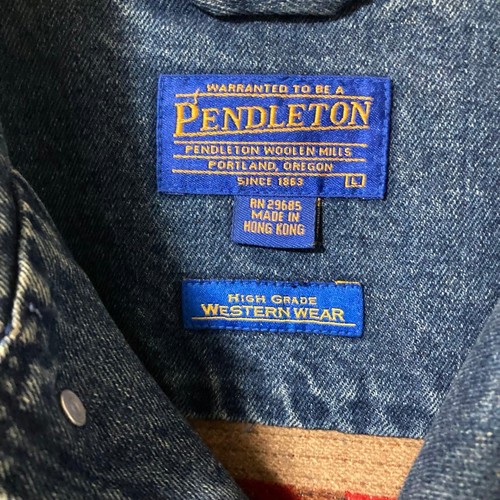 WARRANTED TO BE A
PENDLETON
PENDLETON WOOLEN MILLS
PORTLAND, OREGON
SINCE 1863 L
RN 29685
MADE IN
HONG KONG
HIGH GRADE
WESTERN WEAR